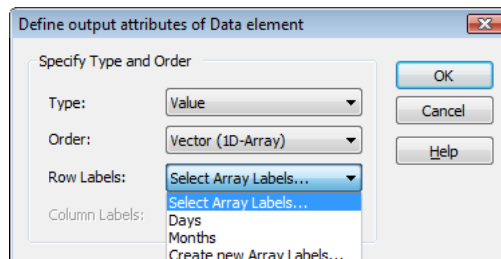 Define output attributes of Data element
Specify Type and Order
Type: Value
Order: Vector (1D-Array)
Row Labels: Select Array Labels...
Column Labels: Select Array Labels...
Days
Months
Create new Array Labels...
OK
Cancel
Help